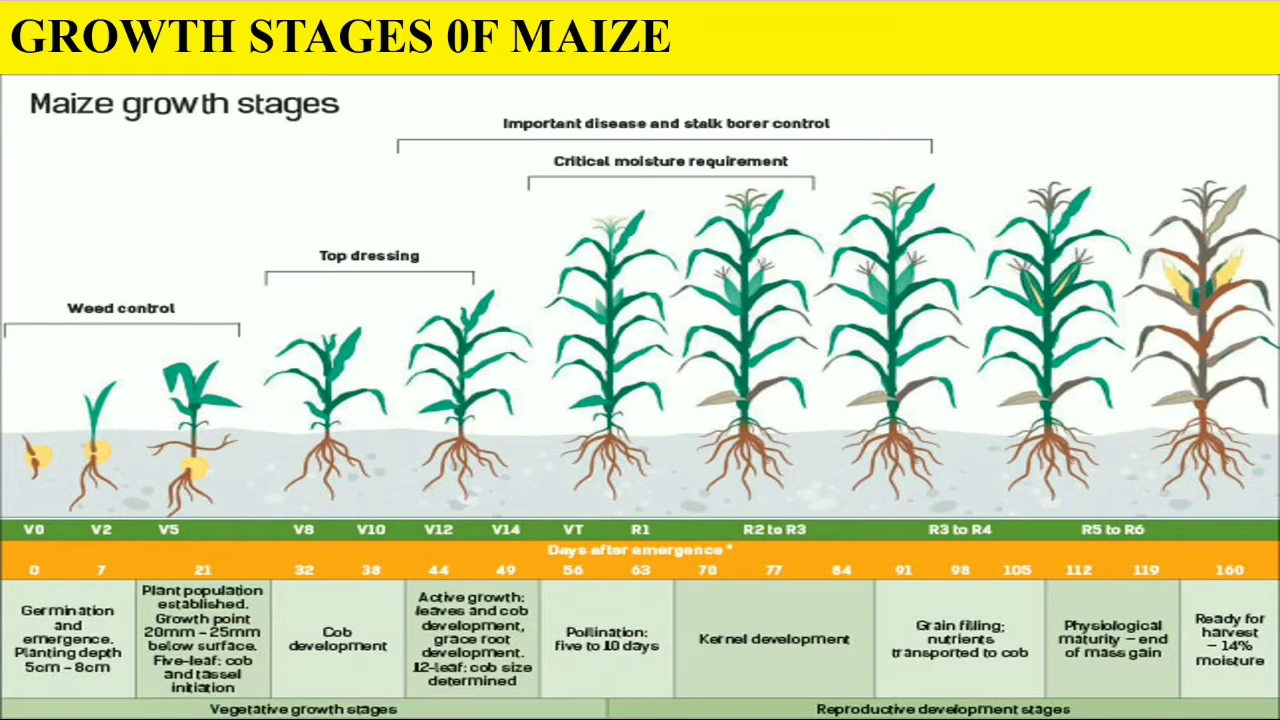 GROWTH STAGES 0F MAIZE
Maize growth stages
Important disease and stalk borer control
Critical moisture requirement
Top dressing
Weed control
V0 V2 V5 V8 V10 V12 V14 VT R1 R2 to R3 R3 to R4 R5 to R6
Days after emergence *
0 7 21 32 38 44 49 56 63 70 77 84 91 98 105 112 119 160
Germination
and
emergence.
Planting depth
5cm – 8cm
Plant population
established.
Growth point
20mm – 25mm
below surface.
Five-leaf: cob
and tassel
initiation
Cob
development
Active growth:
leaves and cob
development,
grace root
development.
12-leaf: cob size
determined
Pollination:
five to 10 days
Kernel development
Grain filling;
nutrients
transported to cob
Physiological
maturity – end
of mass gain
Ready for
harvest
– 14%
moisture
Vegetative growth stages
Reproductive development stages